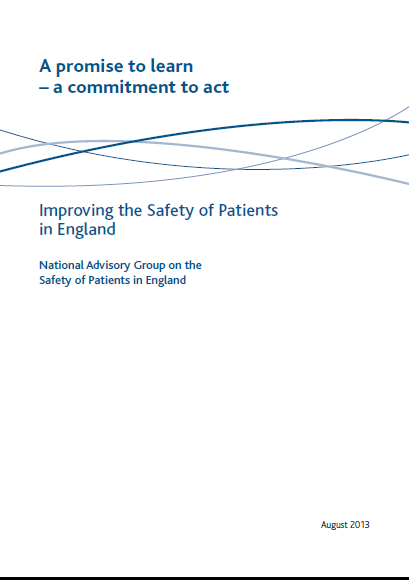 A promise to learn
– a commitment to act
Improving the Safety of Patients
in England
National Advisory Group on the
Safety of Patients in England
August 2013